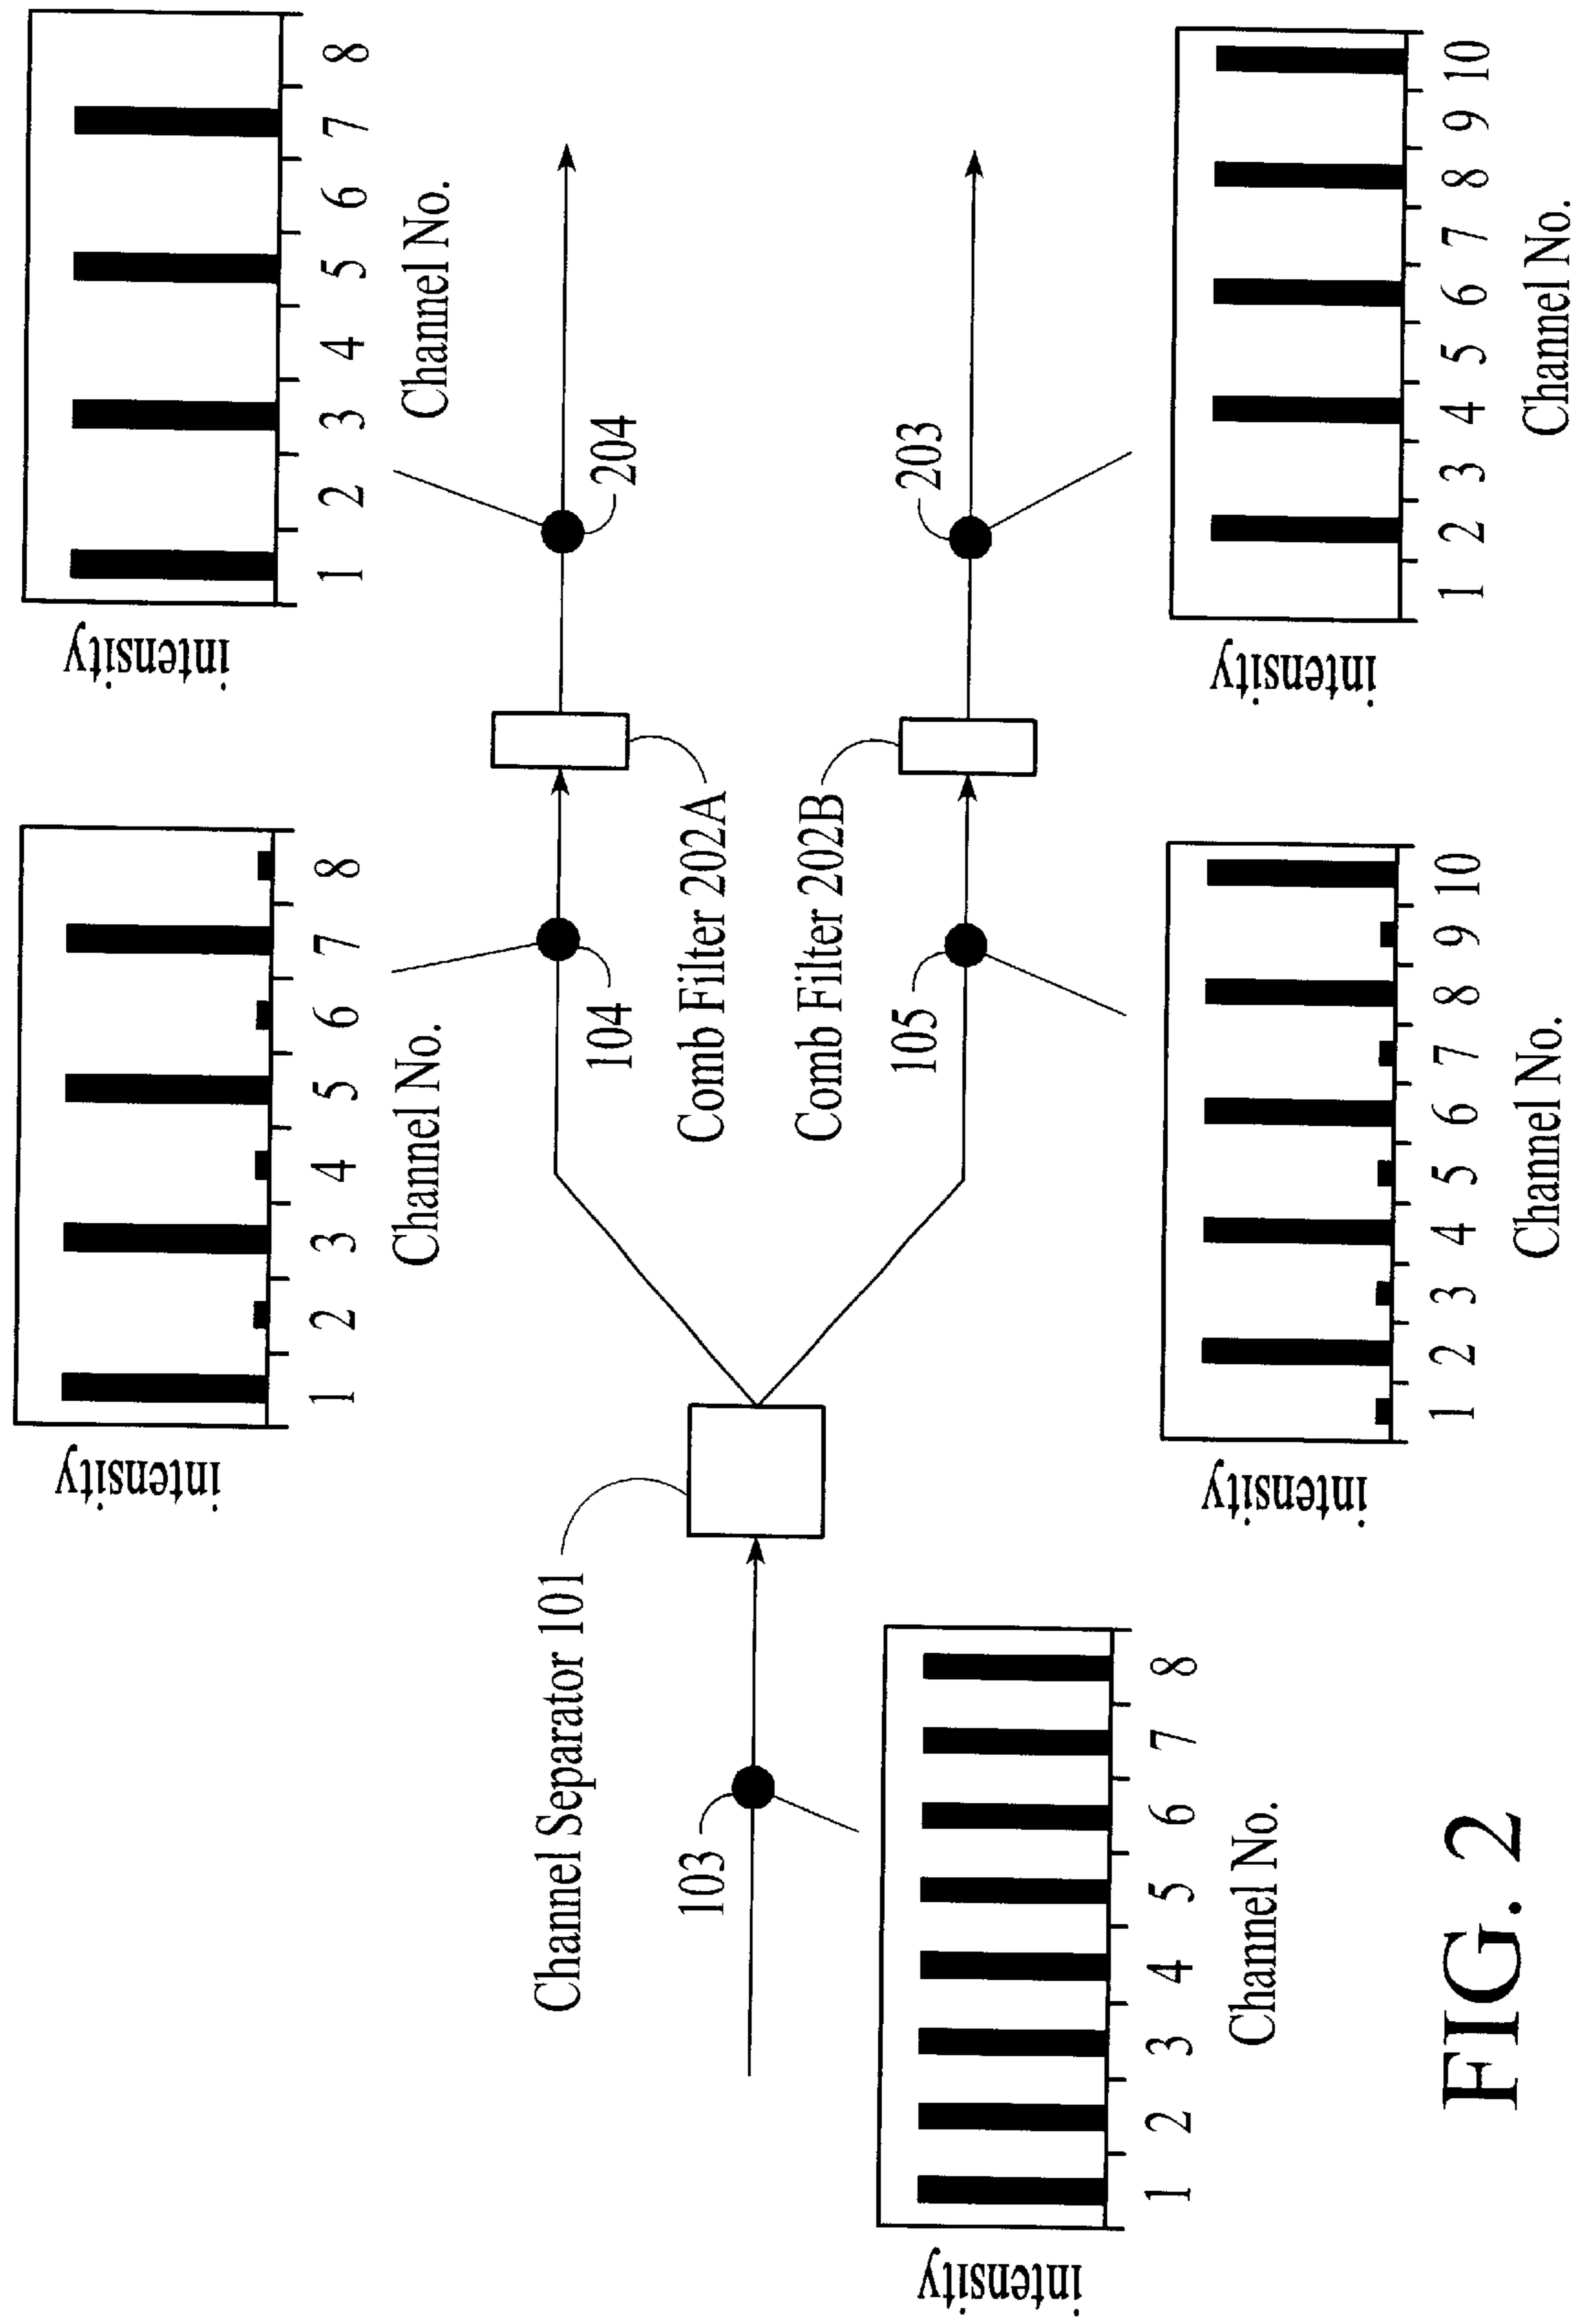 intensity
1 2 3 4 5 6 7 8
Channel No.
intensity
1 2 3 4 5 6 7 8
Channel No.
104
204
Comb Filter 202A
Channel Separator 101
103
Comb Filter 202B
105
203
intensity
1 2 3 4 5 6 7 8
Channel No.
intensity
1 2 3 4 5 6 7 8 9 10
Channel No.
intensity
1 2 3 4 5 6 7 8 9 10
Channel No.
FIG. 2